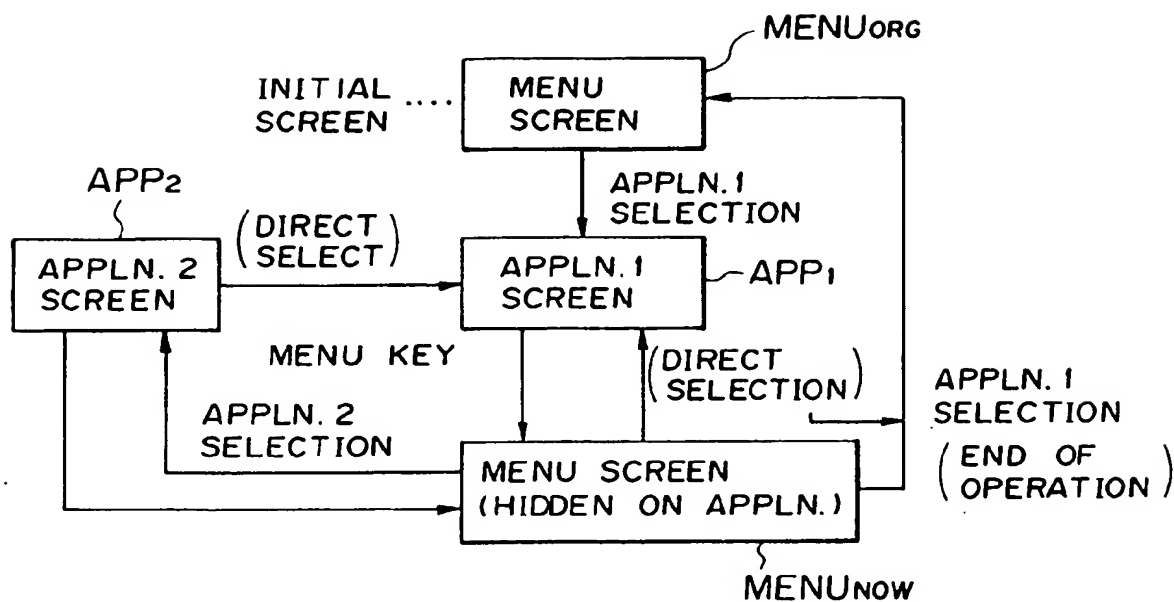 MENUORG
INITIAL
SCREEN ....
MENU
SCREEN
APP2
APPLN. 1
SELECTION
(DIRECT
SELECT)
APPLN. 2
SCREEN
APPLN. 1
SCREEN
APP1
MENU KEY
(DIRECT
SELECTION)
APPLN. 1
SELECTION
(END OF
OPERATION)
APPLN. 2
SELECTION
MENU SCREEN
(HIDDEN ON APPLN.)
MENUNOW